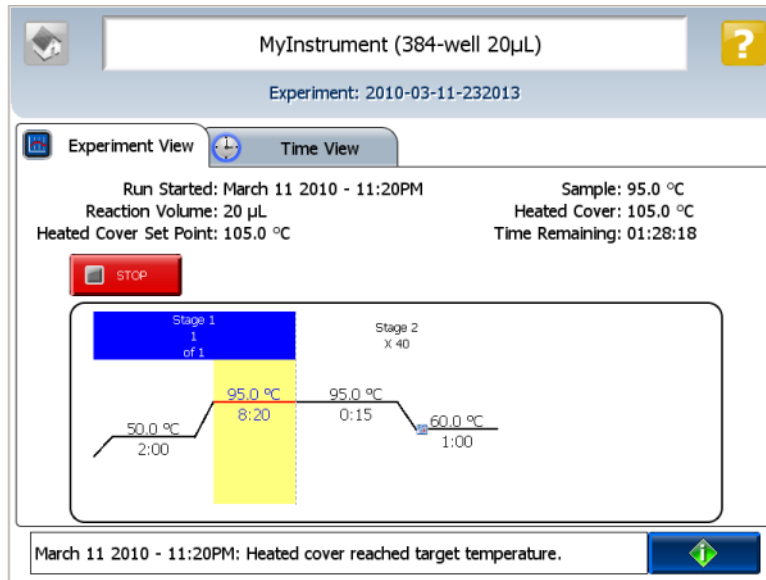 MyInstrument (384-well 20µL)
?
Experiment: 2010-03-11-232013
Experiment View
Time View
Run Started: March 11 2010 - 11:20PM
Reaction Volume: 20 µL
Heated Cover Set Point: 105.0 °C
Sample: 95.0 °C
Heated Cover: 105.0 °C
Time Remaining: 01:28:18
STOP
Stage 1
1
of 1
Stage 2
X 40
50.0 °C
2:00
95.0 °C
8:20
95.0 °C
0:15
60.0 °C
1:00
March 11 2010 - 11:20PM: Heated cover reached target temperature.
i